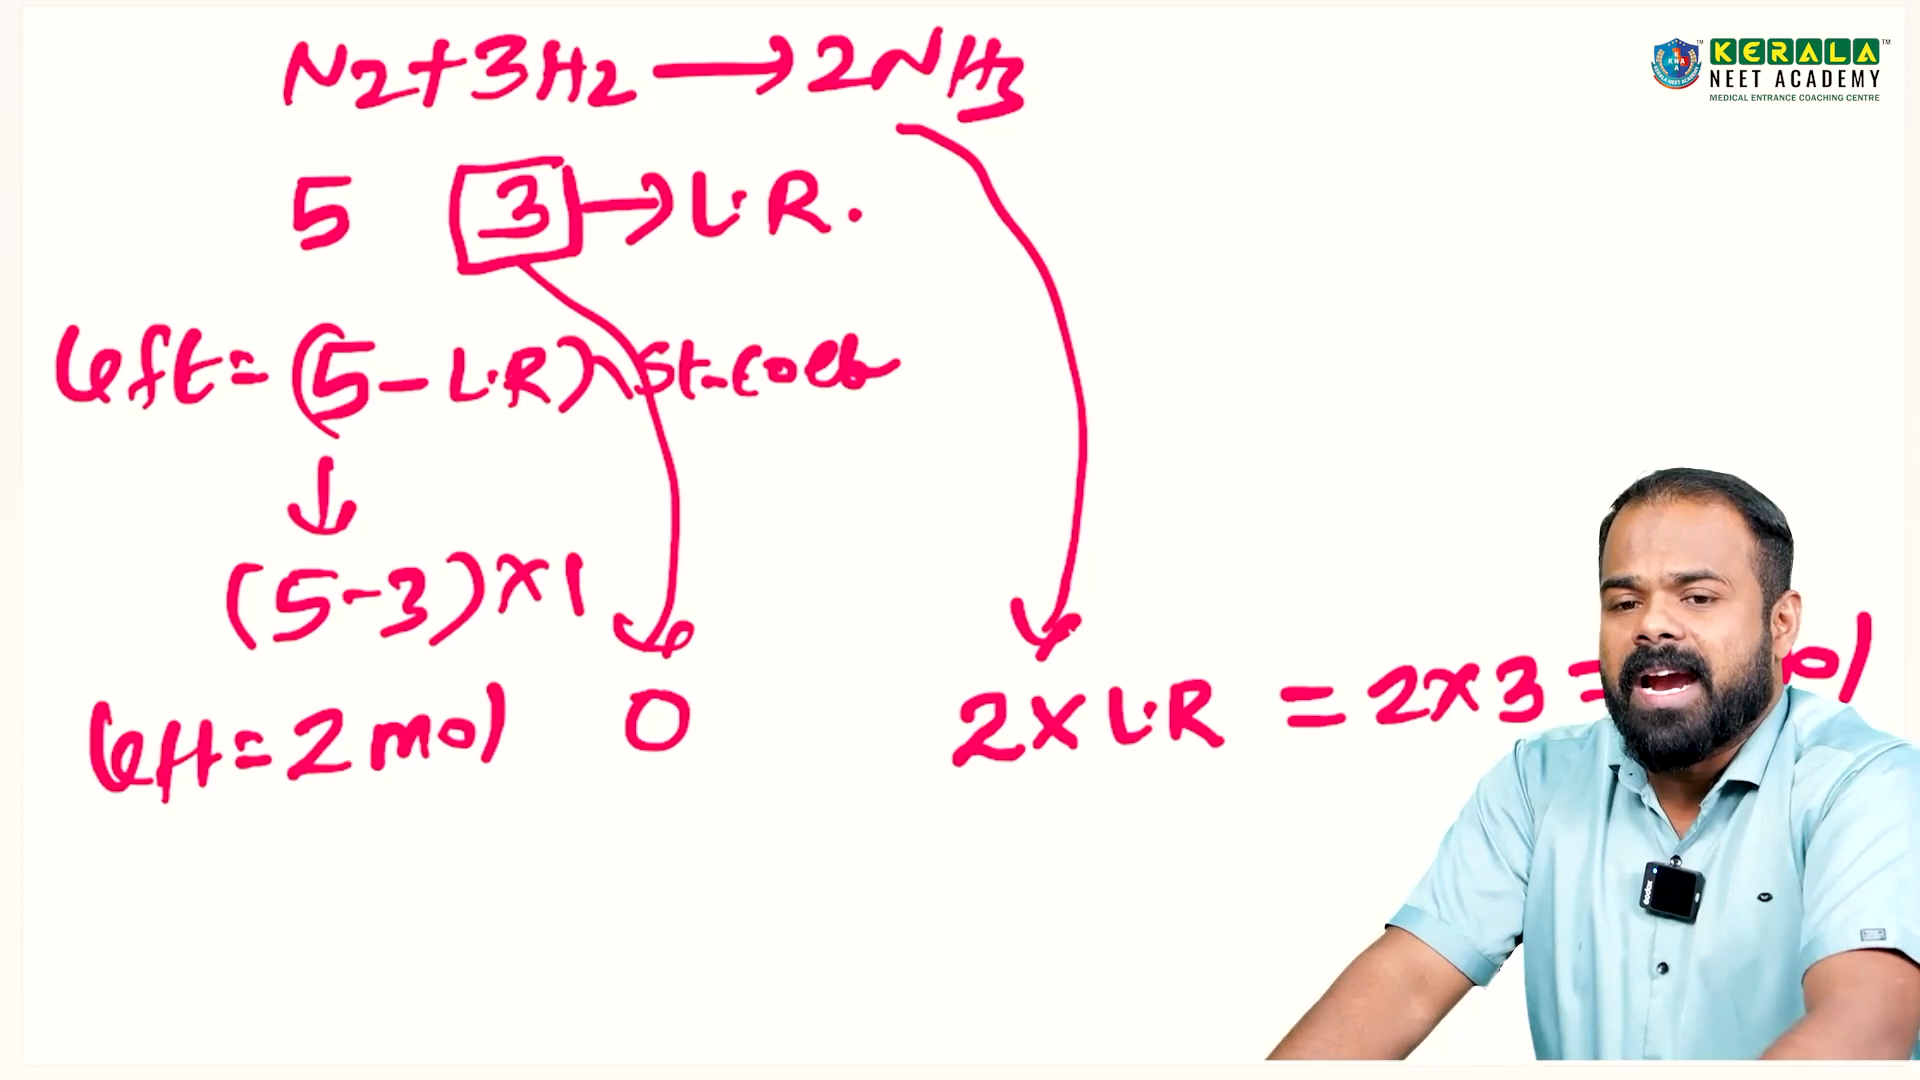 N2+3H2 → 2NH3
KERALA
NEET ACADEMY
MEDICAL ENTRANCE COACHING CENTRE
5 3 → L.R.
left = (5 - L.R) × St.coeff
(5-3) × 1
left = 2 mol 0 2 × L.R = 2 × 3 =